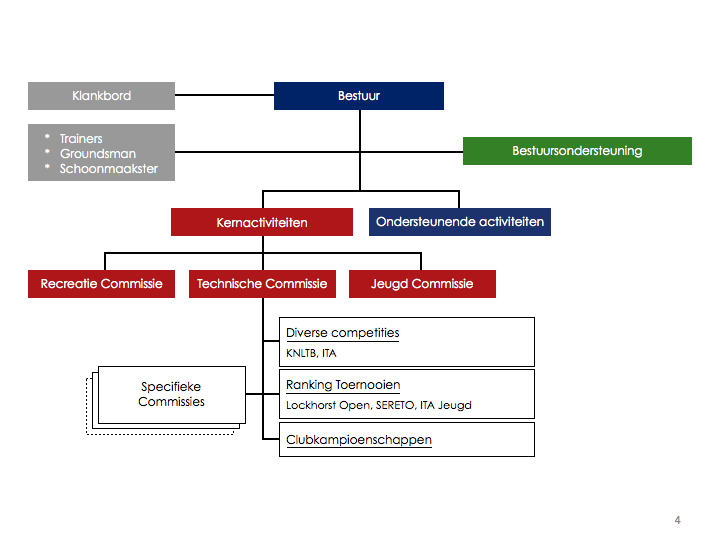 Klankbord
Bestuur
* Trainers
* Groundsman
* Schoonmaakster
Bestuursondersteuning
Kernactiviteiten
Ondersteunende activiteiten
Recreatie Commissie
Technische Commissie
Jeugd Commissie
Diverse competities
KNLTB, ITA
Specifieke
Commissies
Ranking Toernooien
Lockhorst Open, SERETO, ITA Jeugd
Clubkampioenschappen
4